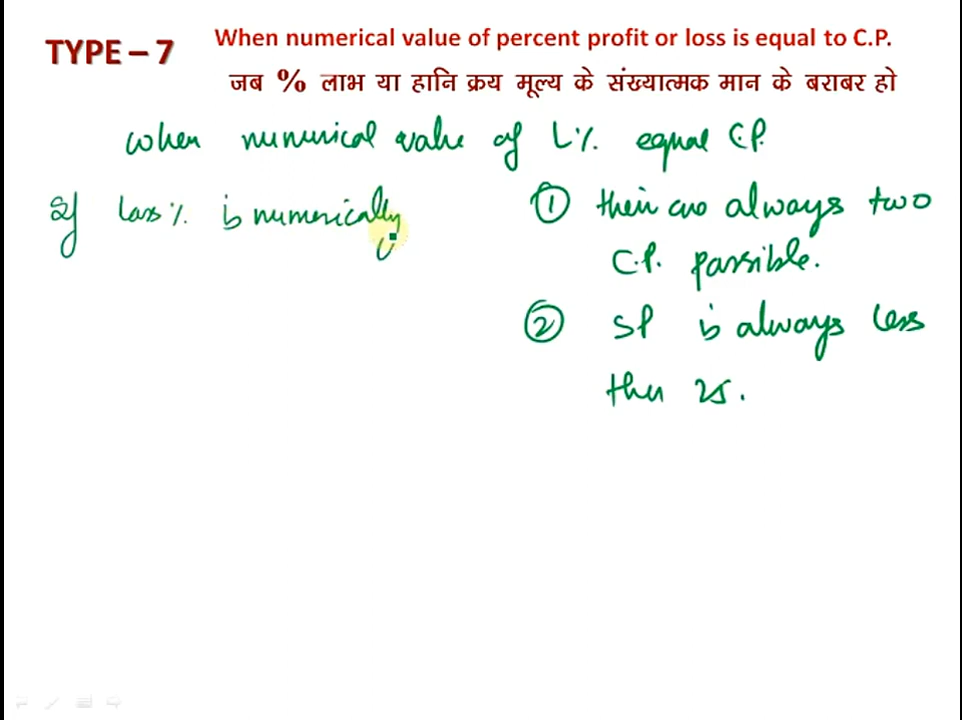 TYPE – 7
When numerical value of percent profit or loss is equal to C.P.
जब % लाभ या हानि क्रय मूल्य के संख्यात्मक मान के बराबर हो
When numerical value of L% equal C.P.
If Loss % is numerically
① their are always two
C.P. possible.
② SP is always less
then 25.